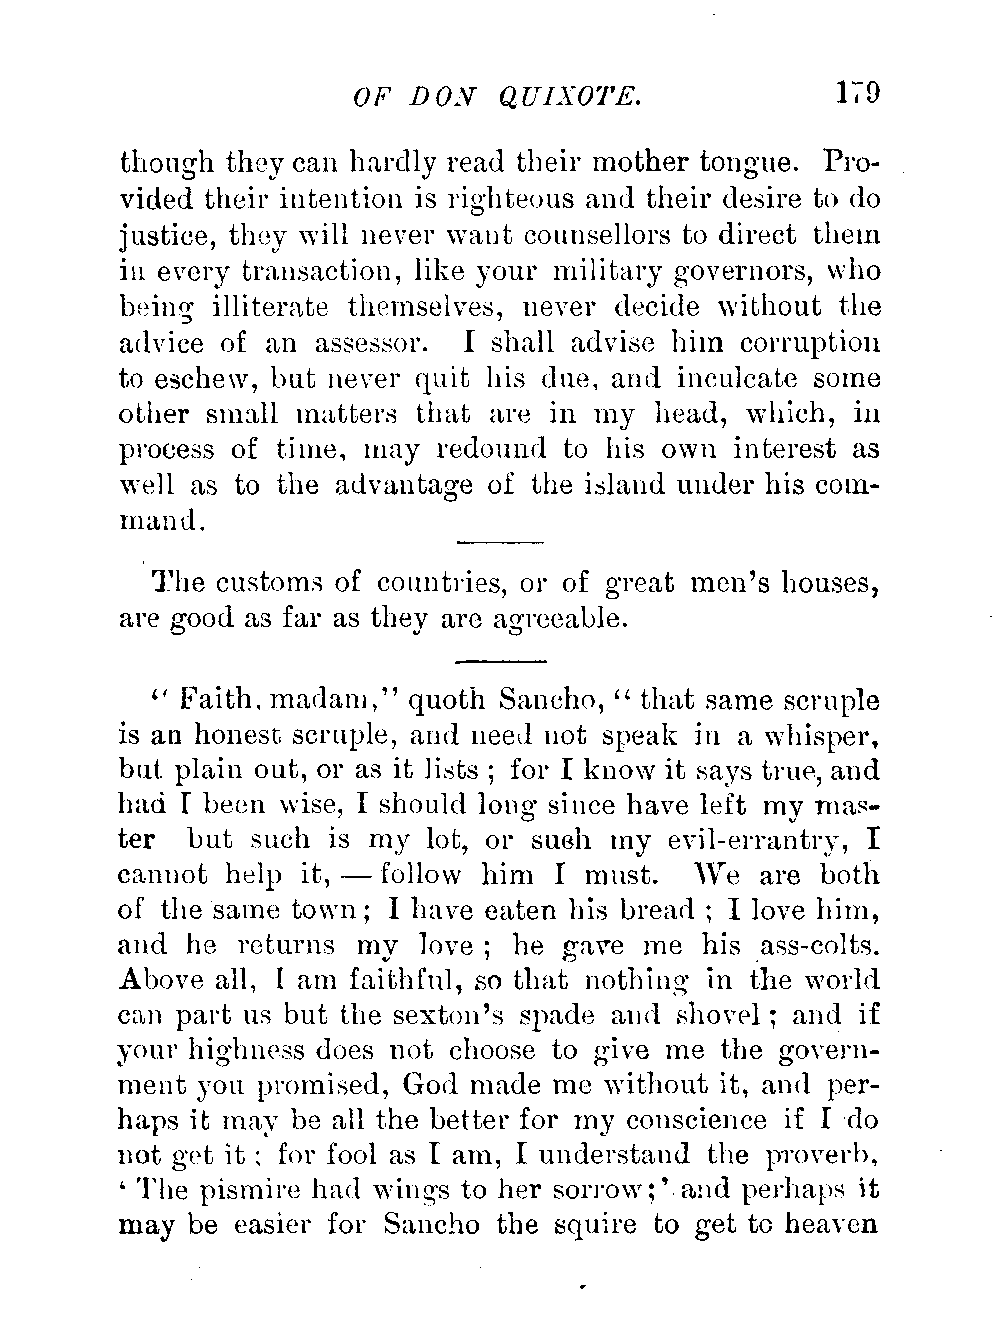 OF DON QUIXOTE. 179
though they can hardly read their mother tongue. Pro-
vided their intention is righteous and their desire to do
justice, they will never want counsellors to direct them
in every transaction, like your military governors, who
being illiterate themselves, never decide without the
advice of an assessor. I shall advise him corruption
to eschew, but never quit his due, and inculcate some
other small matters that are in my head, which, in
process of time, may redound to his own interest as
well as to the advantage of the island under his com-
mand.
The customs of countries, or of great men's houses,
are good as far as they are agreeable.
" Faith, madam," quoth Sancho, " that same scruple
is an honest scruple, and need not speak in a whisper,
but plain out, or as it lists ; for I know it says true, and
had I been wise, I should long since have left my mas-
ter but such is my lot, or such my evil-errantry, I
cannot help it, — follow him I must. We are both
of the same town ; I have eaten his bread ; I love him,
and he returns my love ; he gave me his ass-colts.
Above all, I am faithful, so that nothing in the world
can part us but the sexton's spade and shovel ; and if
your highness does not choose to give me the govern-
ment you promised, God made me without it, and per-
haps it may be all the better for my conscience if I do
not get it ; for fool as I am, I understand the proverb,
' The pismire had wings to her sorrow ;' and perhaps it
may be easier for Sancho the squire to get to heaven